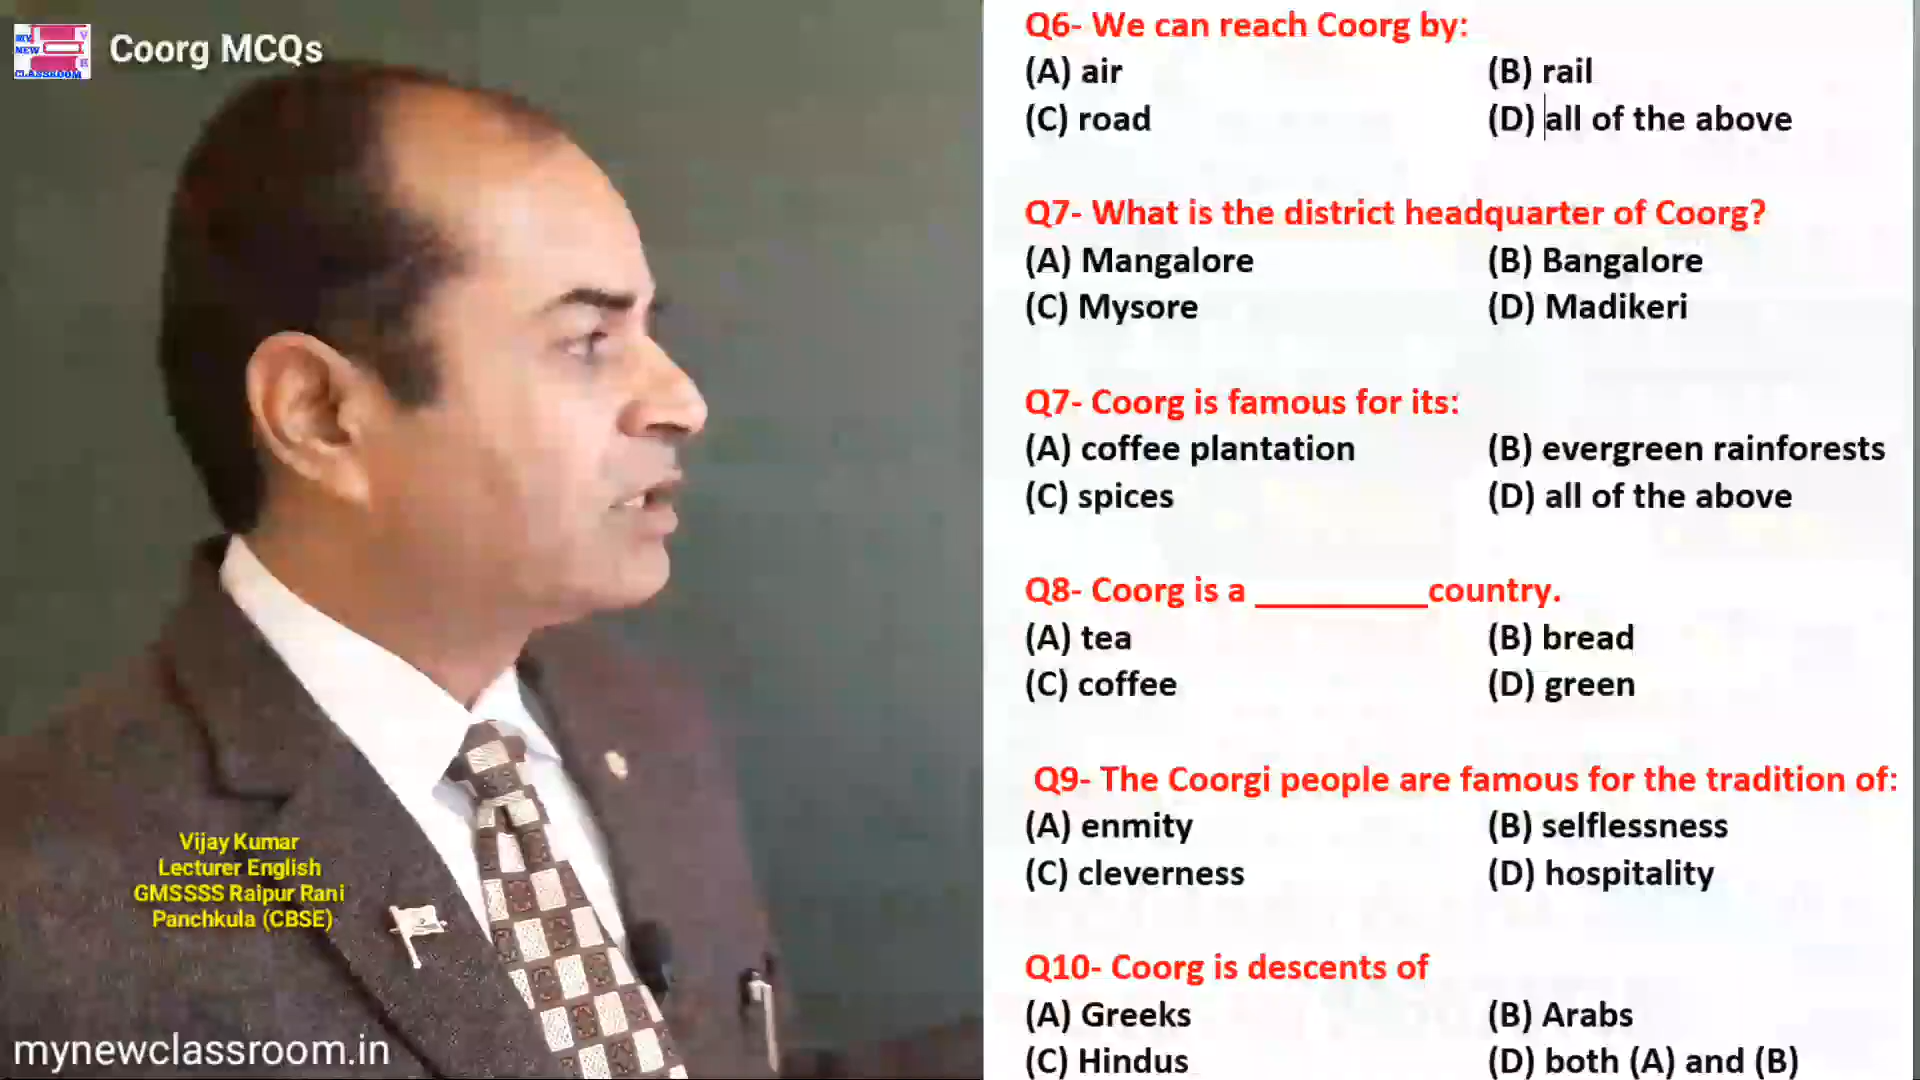 MY
NEW
CLASSROOM
Coorg MCQs
Vijay Kumar
Lecturer English
GMSSSS Raipur Rani
Panchkula (CBSE)
mynewclassroom.in
Q6- We can reach Coorg by:
(A) air (B) rail
(C) road (D) all of the above
Q7- What is the district headquarter of Coorg?
(A) Mangalore (B) Bangalore
(C) Mysore (D) Madikeri
Q7- Coorg is famous for its:
(A) coffee plantation (B) evergreen rainforests
(C) spices (D) all of the above
Q8- Coorg is a _________country.
(A) tea (B) bread
(C) coffee (D) green
Q9- The Coorgi people are famous for the tradition of:
(A) enmity (B) selflessness
(C) cleverness (D) hospitality
Q10- Coorg is descents of
(A) Greeks (B) Arabs
(C) Hindus (D) both (A) and (B)